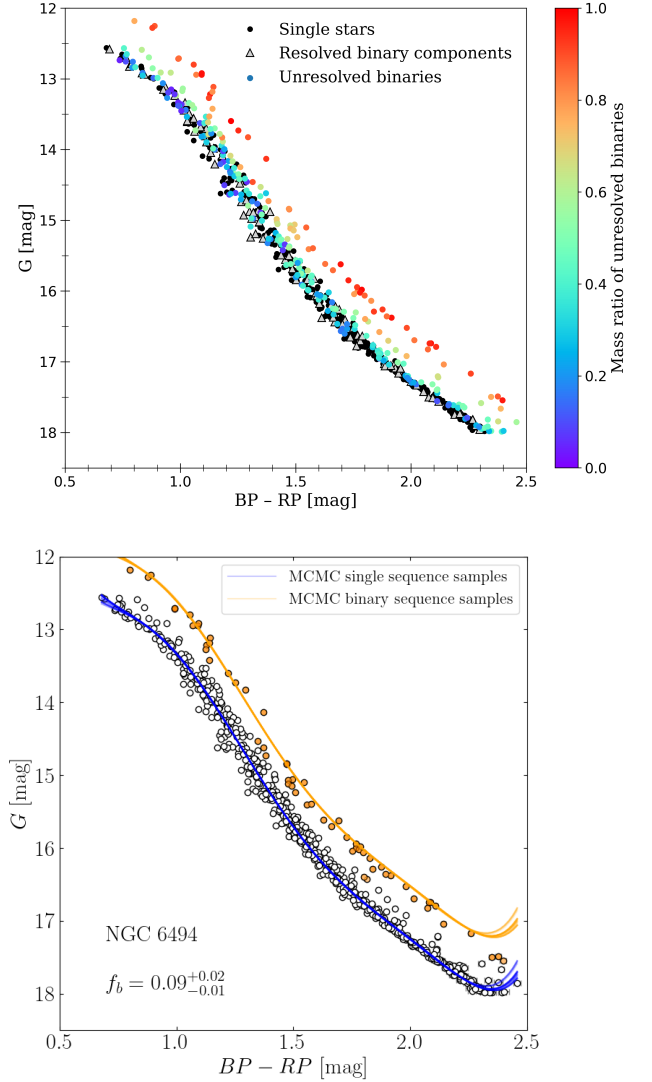 12
13
14
15
16
17
18
G [mag]
Single stars
Resolved binary components
Unresolved binaries
0.5
1.0
1.5
2.0
2.5
BP – RP [mag]
1.0
0.8
0.6
0.4
0.2
0.0
Mass ratio of unresolved binaries
12
13
14
15
16
17
18
G [mag]
MCMC single sequence samples
MCMC binary sequence samples
NGC 6494
f_b = 0.09^{+0.02}_{-0.01}
0.5
1.0
1.5
2.0
2.5
BP − RP [mag]